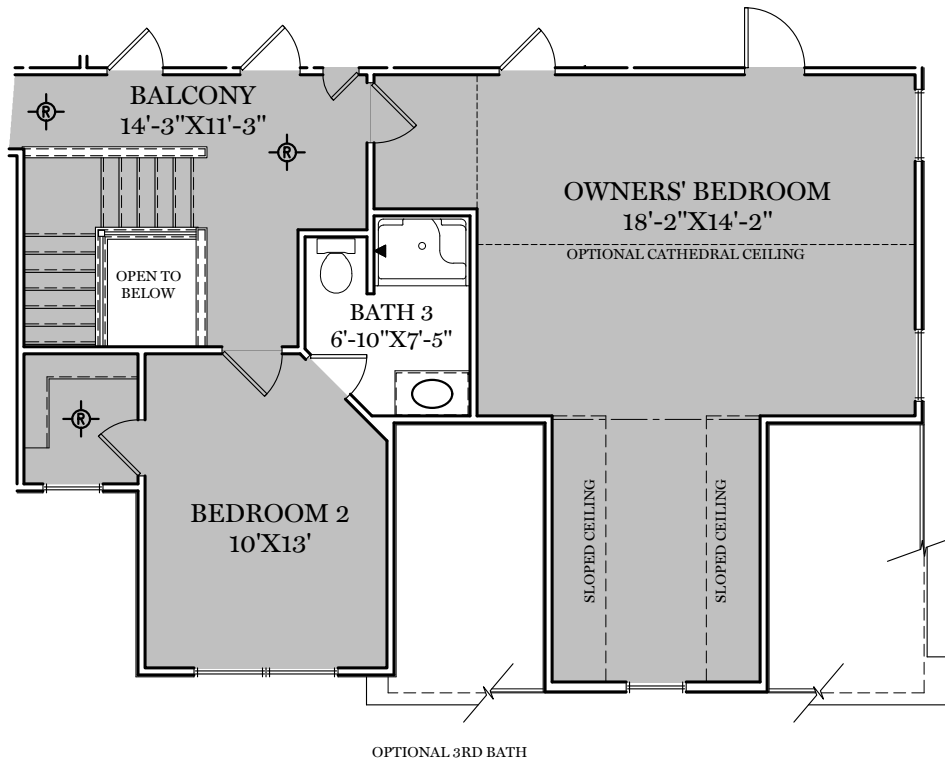 BALCONY
14'-3"X11'-3"
R
R
OWNERS' BEDROOM
18'-2"X14'-2"
OPTIONAL CATHEDRAL CEILING
OPEN TO
BELOW
BATH 3
6'-10"X7'-5"
R
BEDROOM 2
10'X13'
SLOPED CEILING
SLOPED CEILING
OPTIONAL 3RD BATH